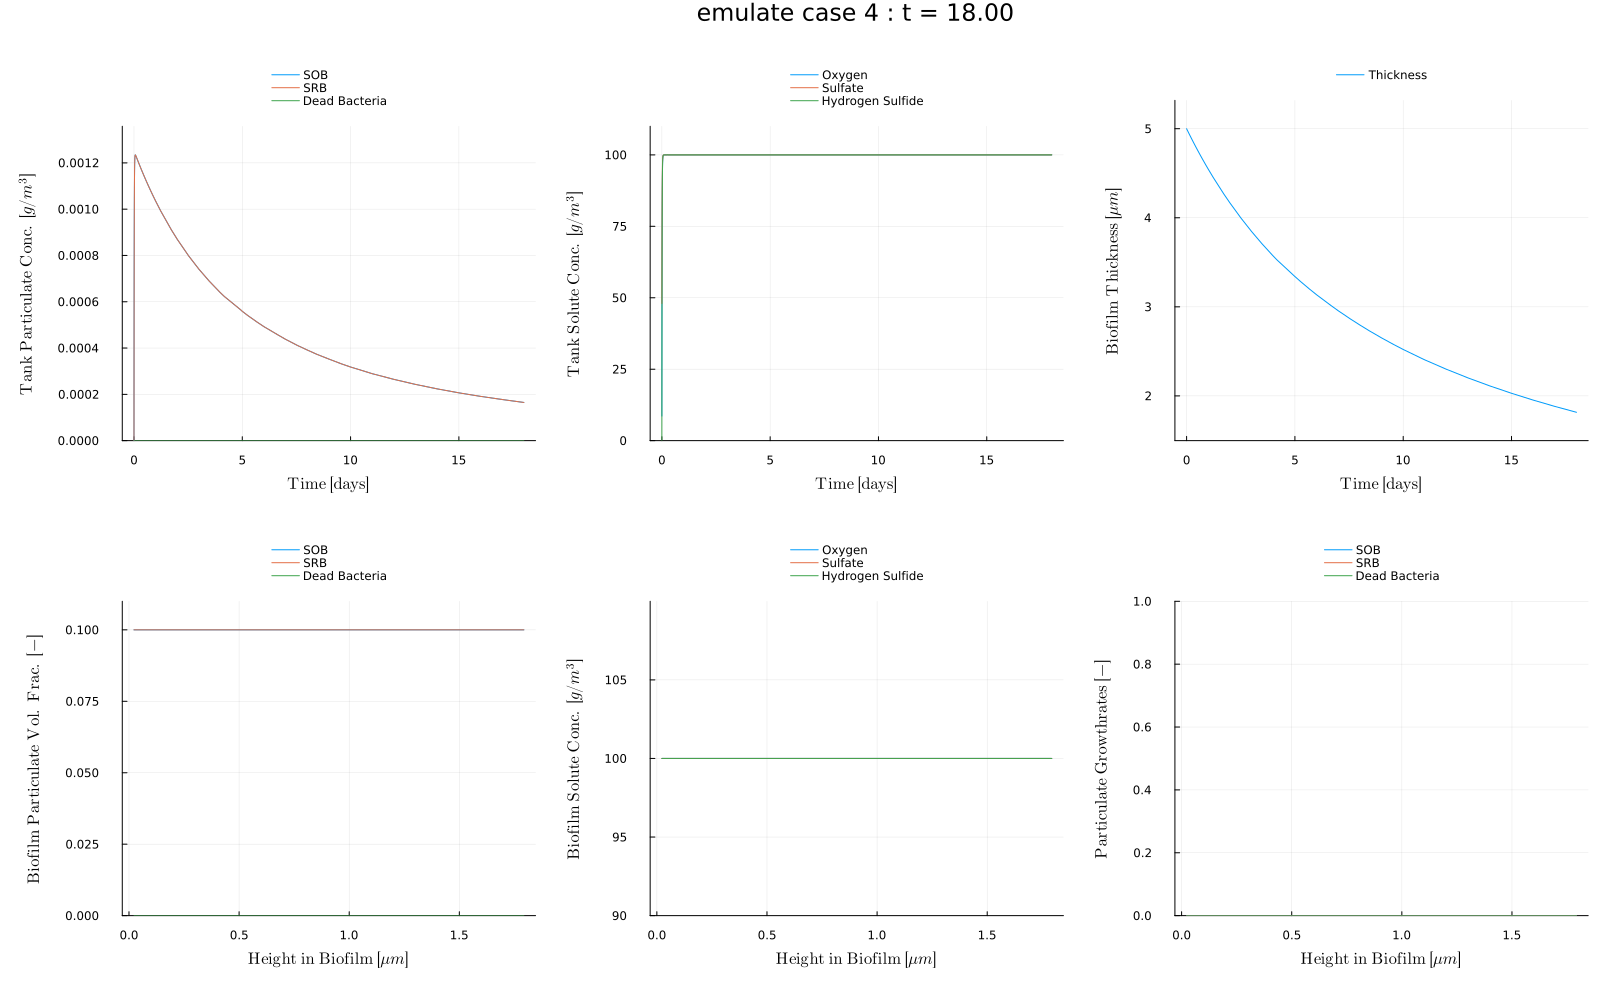 emulate case 4 : t = 18.00
SOB
SRB
Dead Bacteria
Tank Particulate Conc. [g/m³]
0.0012
0.0010
0.0008
0.0006
0.0004
0.0002
0.0000
0 5 10 15
Time [days]
Oxygen
Sulfate
Hydrogen Sulfide
Tank Solute Conc. [g/m³]
100
75
50
25
0
0 5 10 15
Time [days]
Thickness
Biofilm Thickness [μm]
5
4
3
2
0 5 10 15
Time [days]
SOB
SRB
Dead Bacteria
Biofilm Particulate Vol. Frac. [−]
0.100
0.075
0.050
0.025
0.000
0.0 0.5 1.0 1.5
Height in Biofilm [μm]
Oxygen
Sulfate
Hydrogen Sulfide
Biofilm Solute Conc. [g/m³]
105
100
95
90
0.0 0.5 1.0 1.5
Height in Biofilm [μm]
SOB
SRB
Dead Bacteria
Particulate Growthrates [−]
1.0
0.8
0.6
0.4
0.2
0.0
0.0 0.5 1.0 1.5
Height in Biofilm [μm]